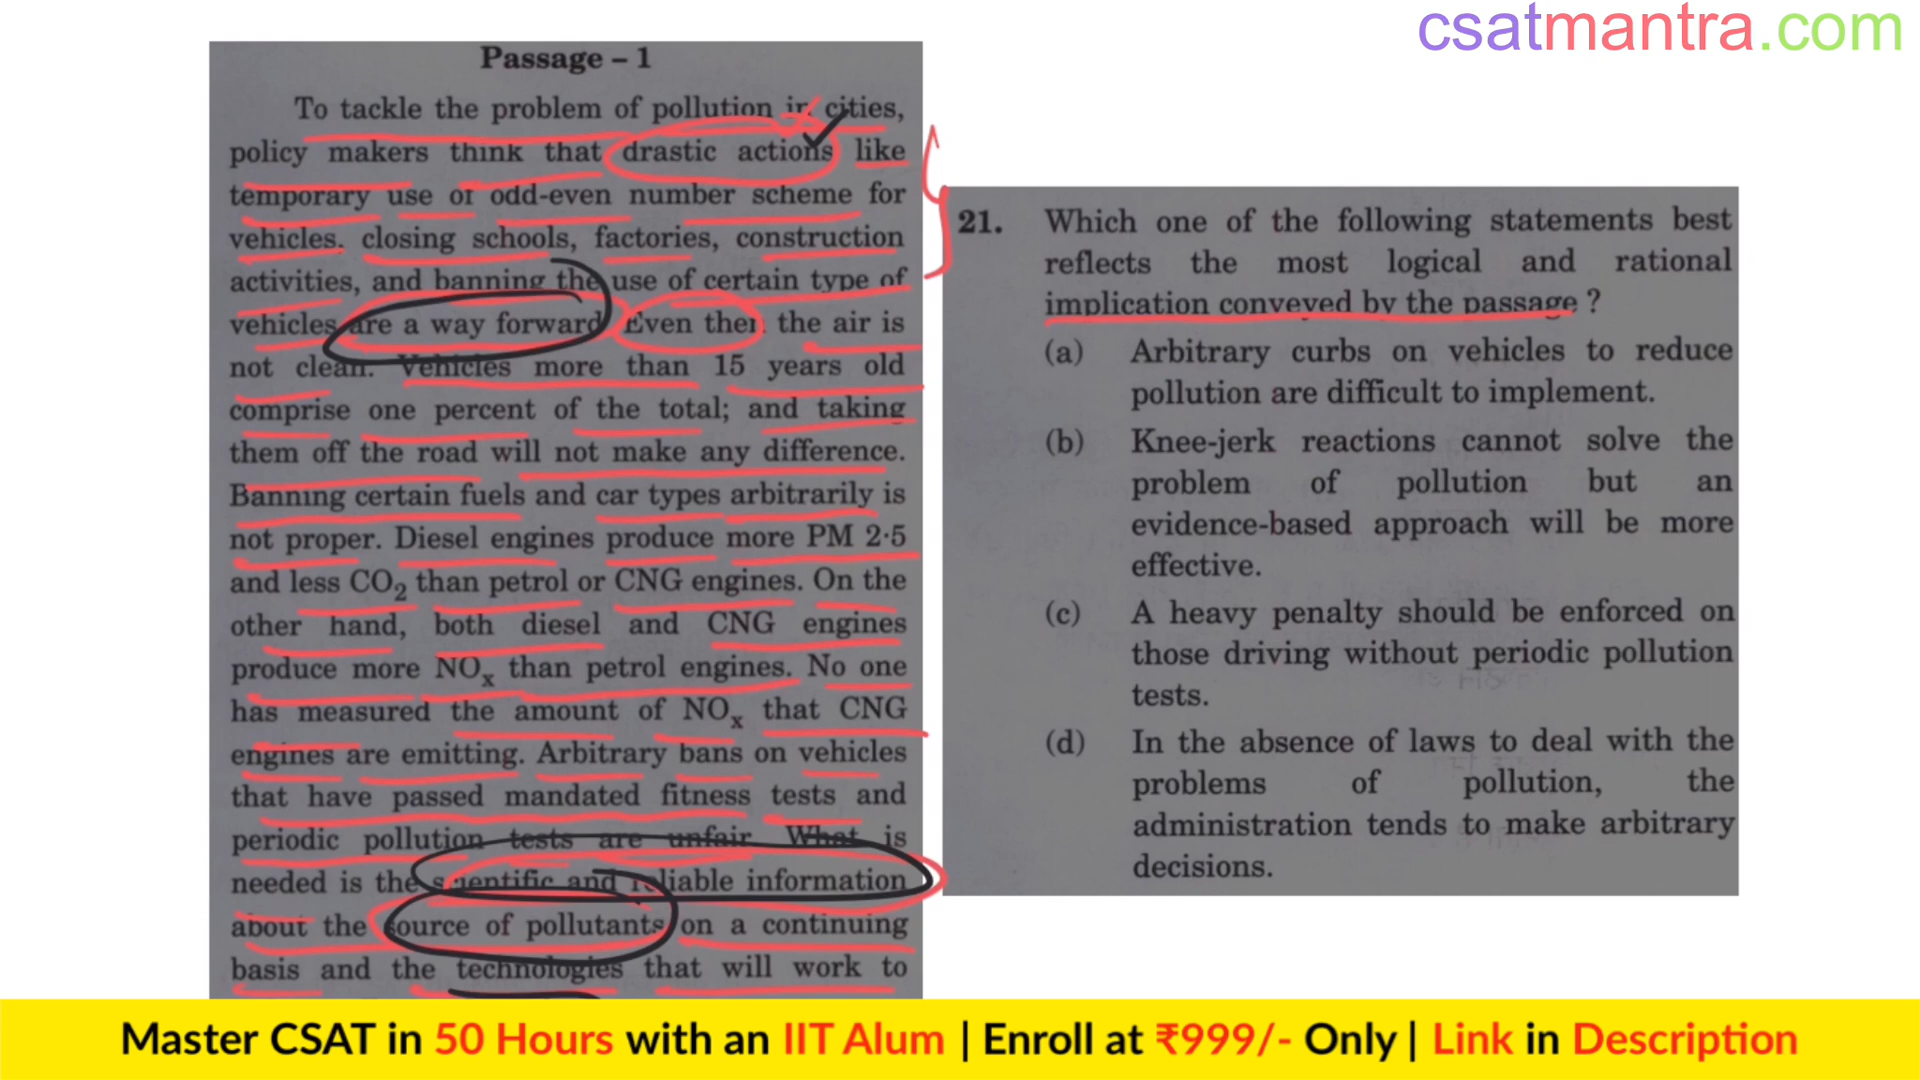 csatmantra.com
Passage – 1
To tackle the problem of pollution in cities,
policy makers think that drastic actions like
temporary use of odd-even number scheme for
vehicles, closing schools, factories, construction
activities, and banning the use of certain type of
vehicles are a way forward. Even then the air is
not clean. Vehicles more than 15 years old
comprise one percent of the total; and taking
them off the road will not make any difference.
Banning certain fuels and car types arbitrarily is
not proper. Diesel engines produce more PM 2·5
and less CO₂ than petrol or CNG engines. On the
other hand, both diesel and CNG engines
produce more NOₓ than petrol engines. No one
has measured the amount of NOₓ that CNG
engines are emitting. Arbitrary bans on vehicles
that have passed mandated fitness tests and
periodic pollution tests are unfair. What is
needed is the scientific and reliable information
about the source of pollutants on a continuing
basis and the technologies that will work to
21. Which one of the following statements best
reflects the most logical and rational
implication conveyed by the passage ?
(a) Arbitrary curbs on vehicles to reduce
pollution are difficult to implement.
(b) Knee-jerk reactions cannot solve the
problem of pollution but an
evidence-based approach will be more
effective.
(c) A heavy penalty should be enforced on
those driving without periodic pollution
tests.
(d) In the absence of laws to deal with the
problems of pollution, the
administration tends to make arbitrary
decisions.
Master CSAT in 50 Hours with an IIT Alum | Enroll at ₹999/- Only | Link in Description